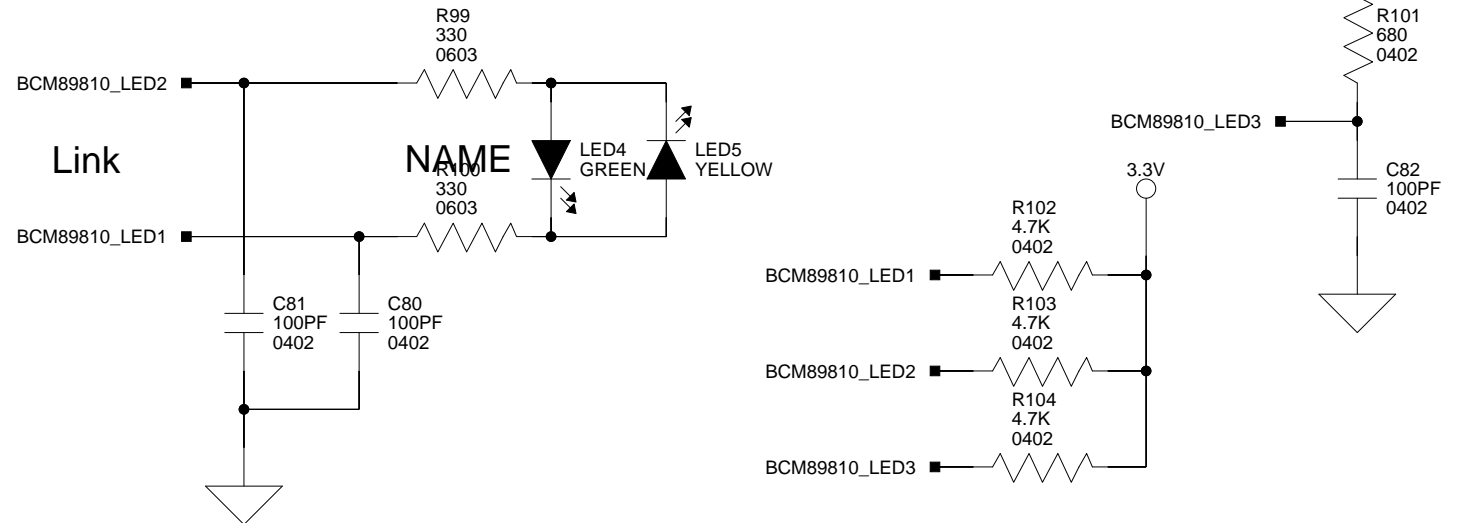 R99
330
0603
BCM89810_LED2
Link
NAME
LED4
GREEN
LED5
YELLOW
R100
330
0603
BCM89810_LED1
C81
100PF
0402
C80
100PF
0402
R101
680
0402
BCM89810_LED3
C82
100PF
0402
3.3V
R102
4.7K
0402
BCM89810_LED1
R103
4.7K
0402
BCM89810_LED2
R104
4.7K
0402
BCM89810_LED3